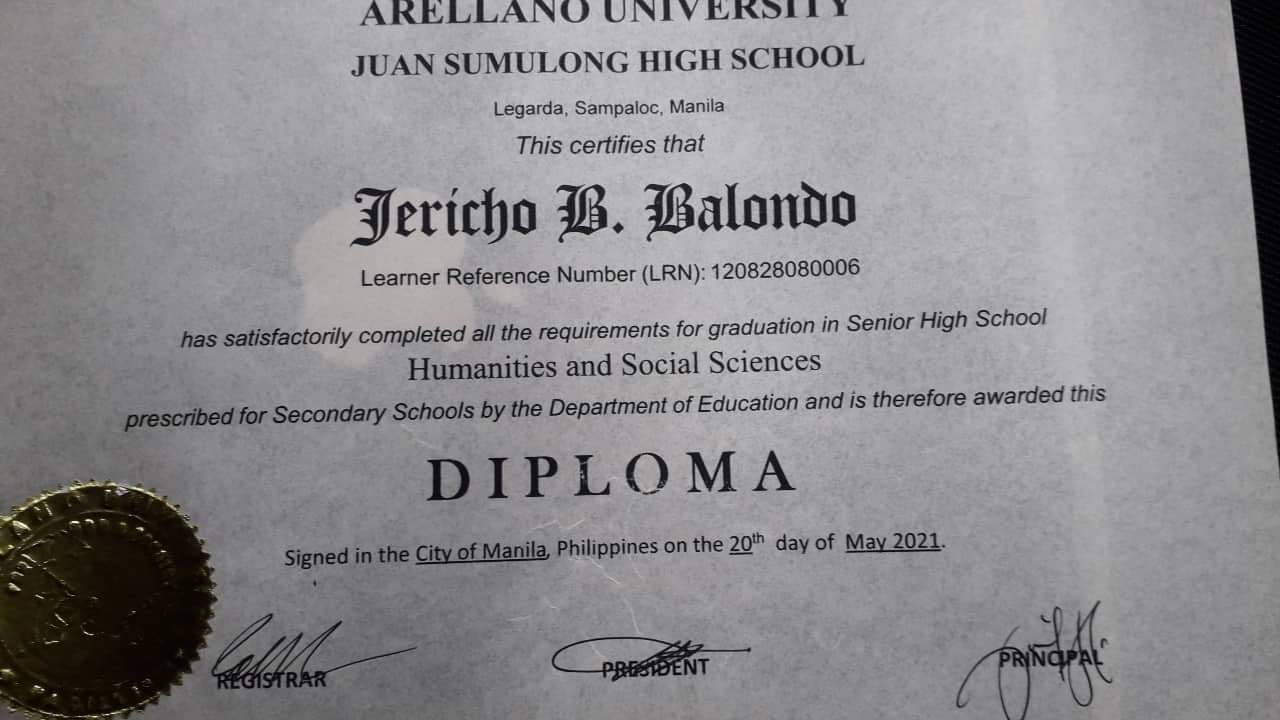 ARELLANO UNIVERSITY
JUAN SUMULONG HIGH SCHOOL
Legarda, Sampaloc, Manila
This certifies that
Jericho B. Balondo
Learner Reference Number (LRN): 120828080006
has satisfactorily completed all the requirements for graduation in Senior High School
Humanities and Social Sciences
prescribed for Secondary Schools by the Department of Education and is therefore awarded this
DIPLOMA
Signed in the City of Manila, Philippines on the 20th day of May 2021.
REGISTRAR PRESIDENT PRINCIPAL